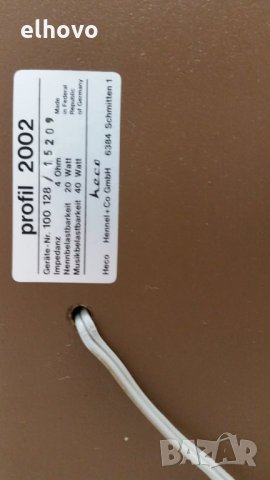 elhovo
profil 2002
Geräte-Nr. 100 128 / 15209
Impedanz 4 Ohm
Nennbelastbarkeit 20 Watt
Musikbelastbarkeit 40 Watt
Made
in Federal
Republic
of Germany
heco
Heco Hennel+Co GmbH 6384 Schmitten 1
BAZAR